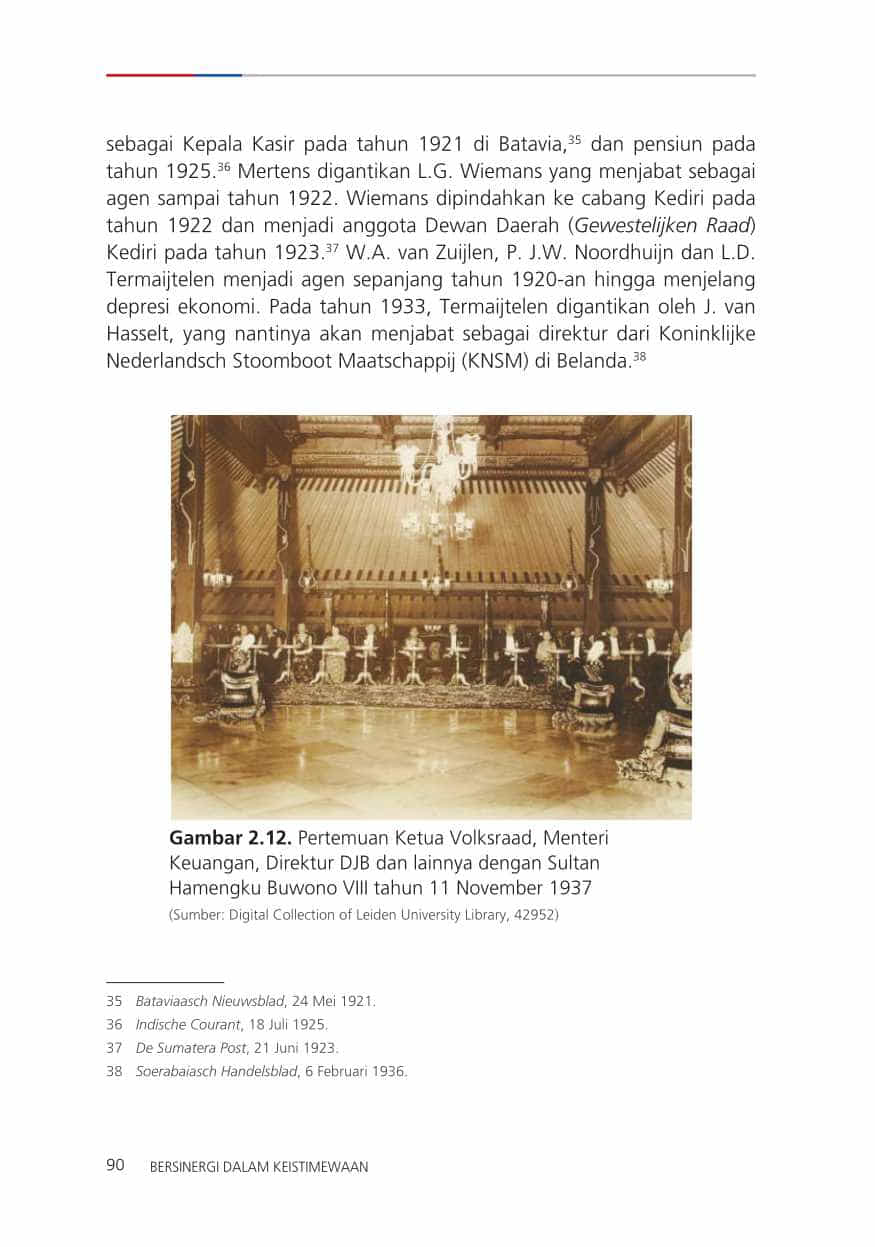 sebagai Kepala Kasir pada tahun 1921 di Batavia,35 dan pensiun pada
tahun 1925.36 Mertens digantikan L.G. Wiemans yang menjabat sebagai
agen sampai tahun 1922. Wiemans dipindahkan ke cabang Kediri pada
tahun 1922 dan menjadi anggota Dewan Daerah (Gewestelijken Raad)
Kediri pada tahun 1923.37 W.A. van Zuijlen, P. J.W. Noordhuijn dan L.D.
Termaijtelen menjadi agen sepanjang tahun 1920-an hingga menjelang
depresi ekonomi. Pada tahun 1933, Termaijtelen digantikan oleh J. van
Hasselt, yang nantinya akan menjabat sebagai direktur dari Koninklijke
Nederlandsch Stoomboot Maatschappij (KNSM) di Belanda.38
Gambar 2.12. Pertemuan Ketua Volksraad, Menteri
Keuangan, Direktur DJB dan lainnya dengan Sultan
Hamengku Buwono VIII tahun 11 November 1937
(Sumber: Digital Collection of Leiden University Library, 42952)
35 Bataviaasch Nieuwsblad, 24 Mei 1921.
36 Indische Courant, 18 Juli 1925.
37 De Sumatera Post, 21 Juni 1923.
38 Soerabaiasch Handelsblad, 6 Februari 1936.
90 BERSINERGI DALAM KEISTIMEWAAN